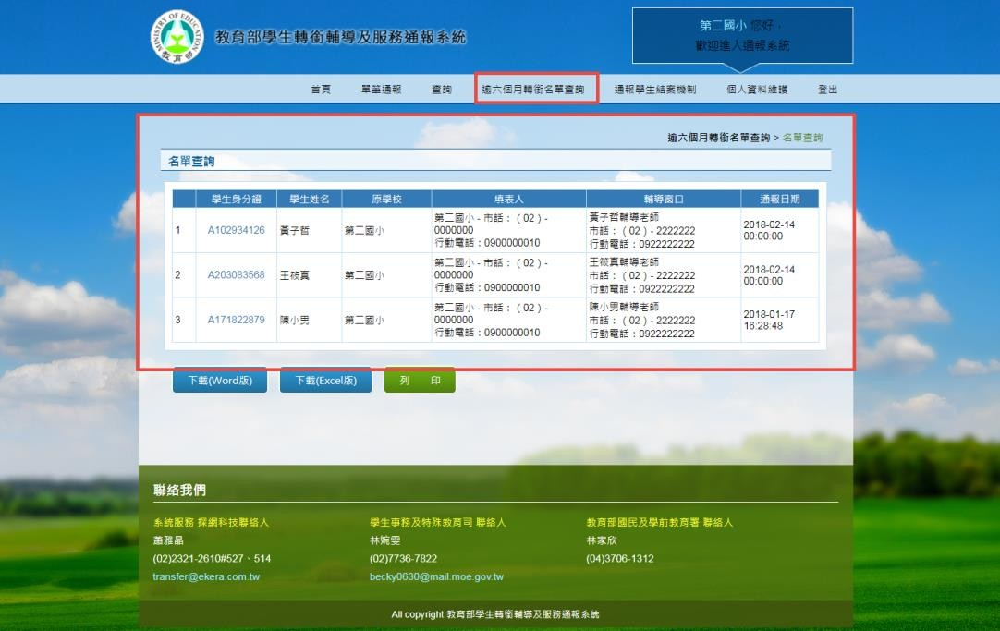 MINISTRY OF EDUCATION
教育部
教育部學生轉銜輔導及服務通報系統
第二國小 您好，
歡迎進入通報系統
首頁 單筆通報 查詢 逾六個月轉銜名單查詢 通報學生結案機制 個人資料維護 登出
逾六個月轉銜名單查詢 > 名單查詢
名單查詢
學生身分證 學生姓名 原學校 填表人 輔導窗口 通報日期
1 A102934126 黃子哲 第二國小 第二國小 - 市話：（02）- 0000000 行動電話：0900000010 黃子哲輔導老師 市話：（02）- 2222222 行動電話：0922222222 2018-02-14 00:00:00
2 A203083568 王筱真 第二國小 第二國小 - 市話：（02）- 0000000 行動電話：0900000010 王筱真輔導老師 市話：（02）- 2222222 行動電話：0922222222 2018-02-14 00:00:00
3 A171822879 陳小男 第二國小 第二國小 - 市話：（02）- 0000000 行動電話：0900000010 陳小男輔導老師 市話：（02）- 2222222 行動電話：0922222222 2018-01-17 16:28:48
下載(Word版) 下載(Excel版) 列 印
聯絡我們
系統服務 探網科技聯絡人
蕭雅晶
(02)2321-2610#527、514
transfer@ekera.com.tw
學生事務及特殊教育司 聯絡人
林婉雯
(02)7736-7822
becky0630@mail.moe.gov.tw
教育部國民及學前教育署 聯絡人
林家欣
(04)3706-1312
All copyright 教育部學生轉銜輔導及服務通報系統